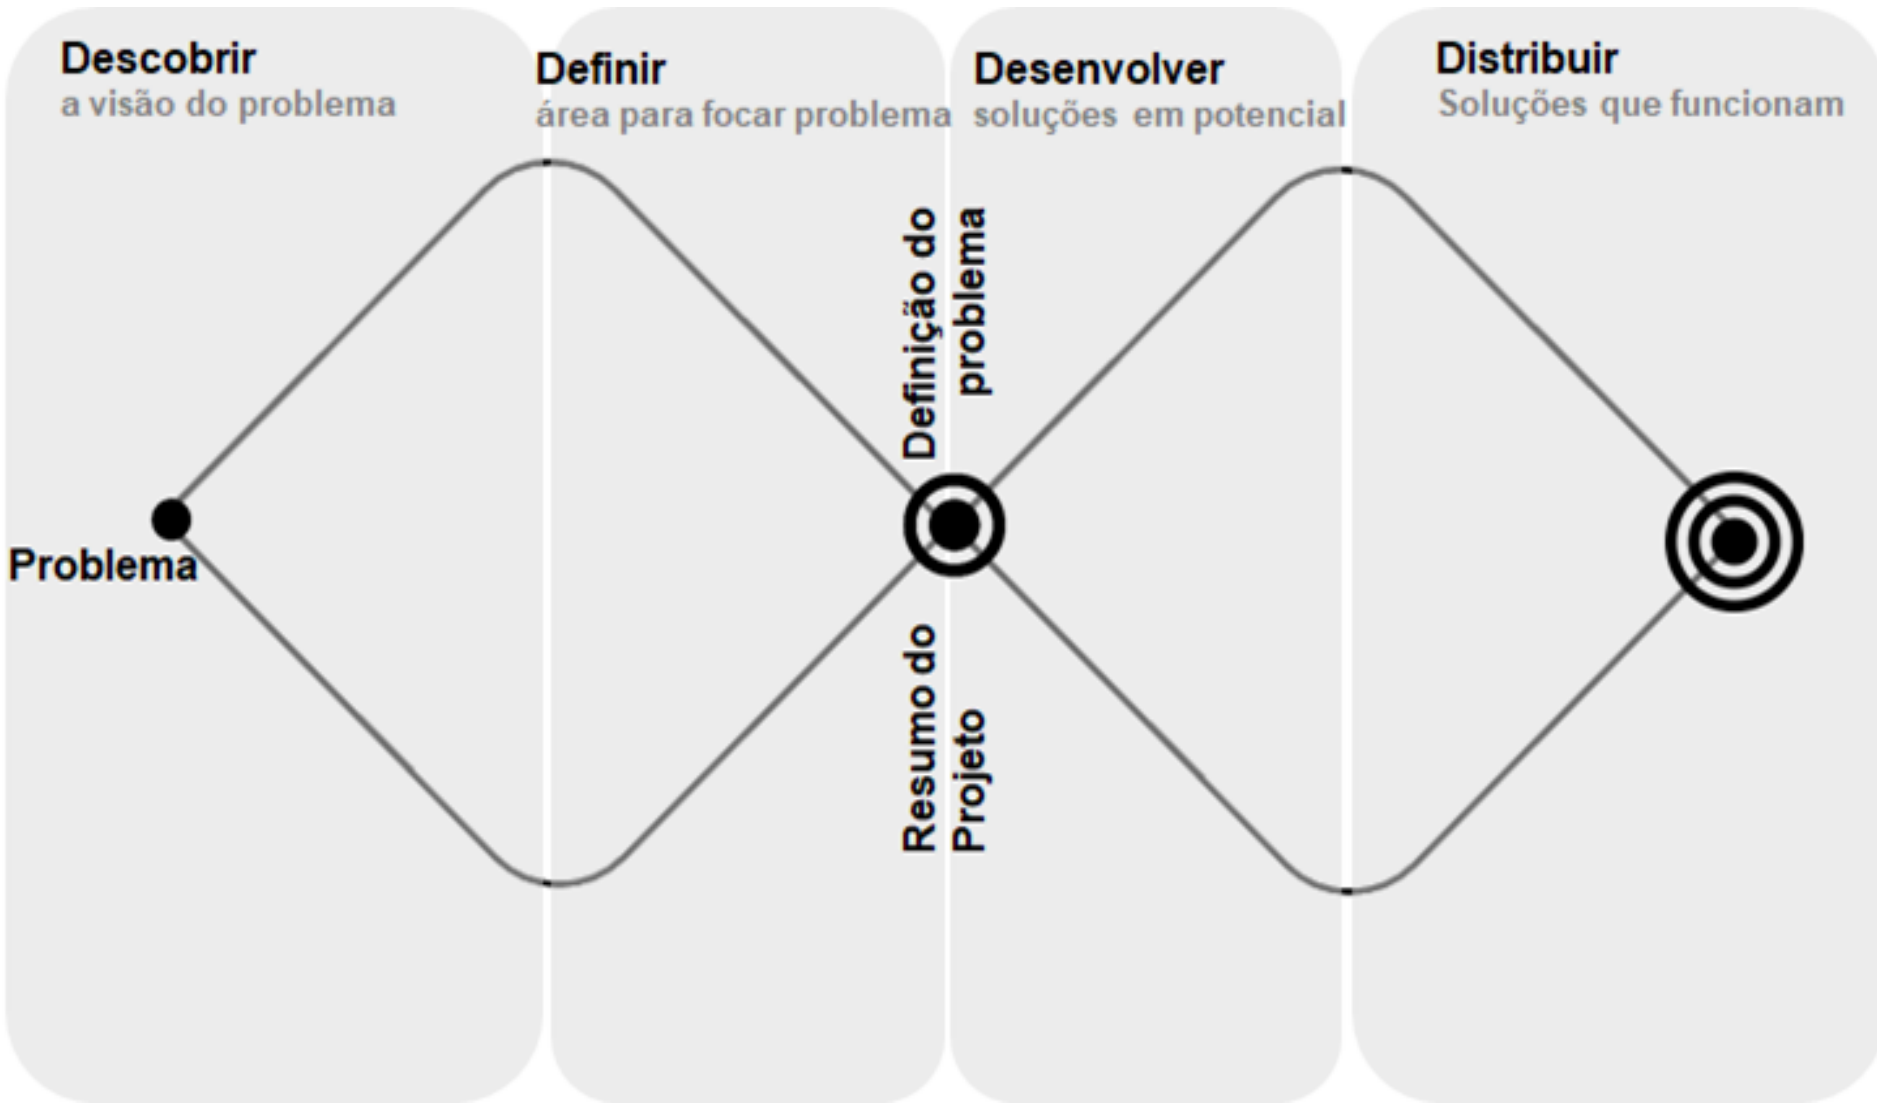 Descobrir
a visão do problema
Definir
área para focar problema
Desenvolver
soluções em potencial
Distribuir
Soluções que funcionam
Problema
Definição do
problema
Resumo do
Projeto